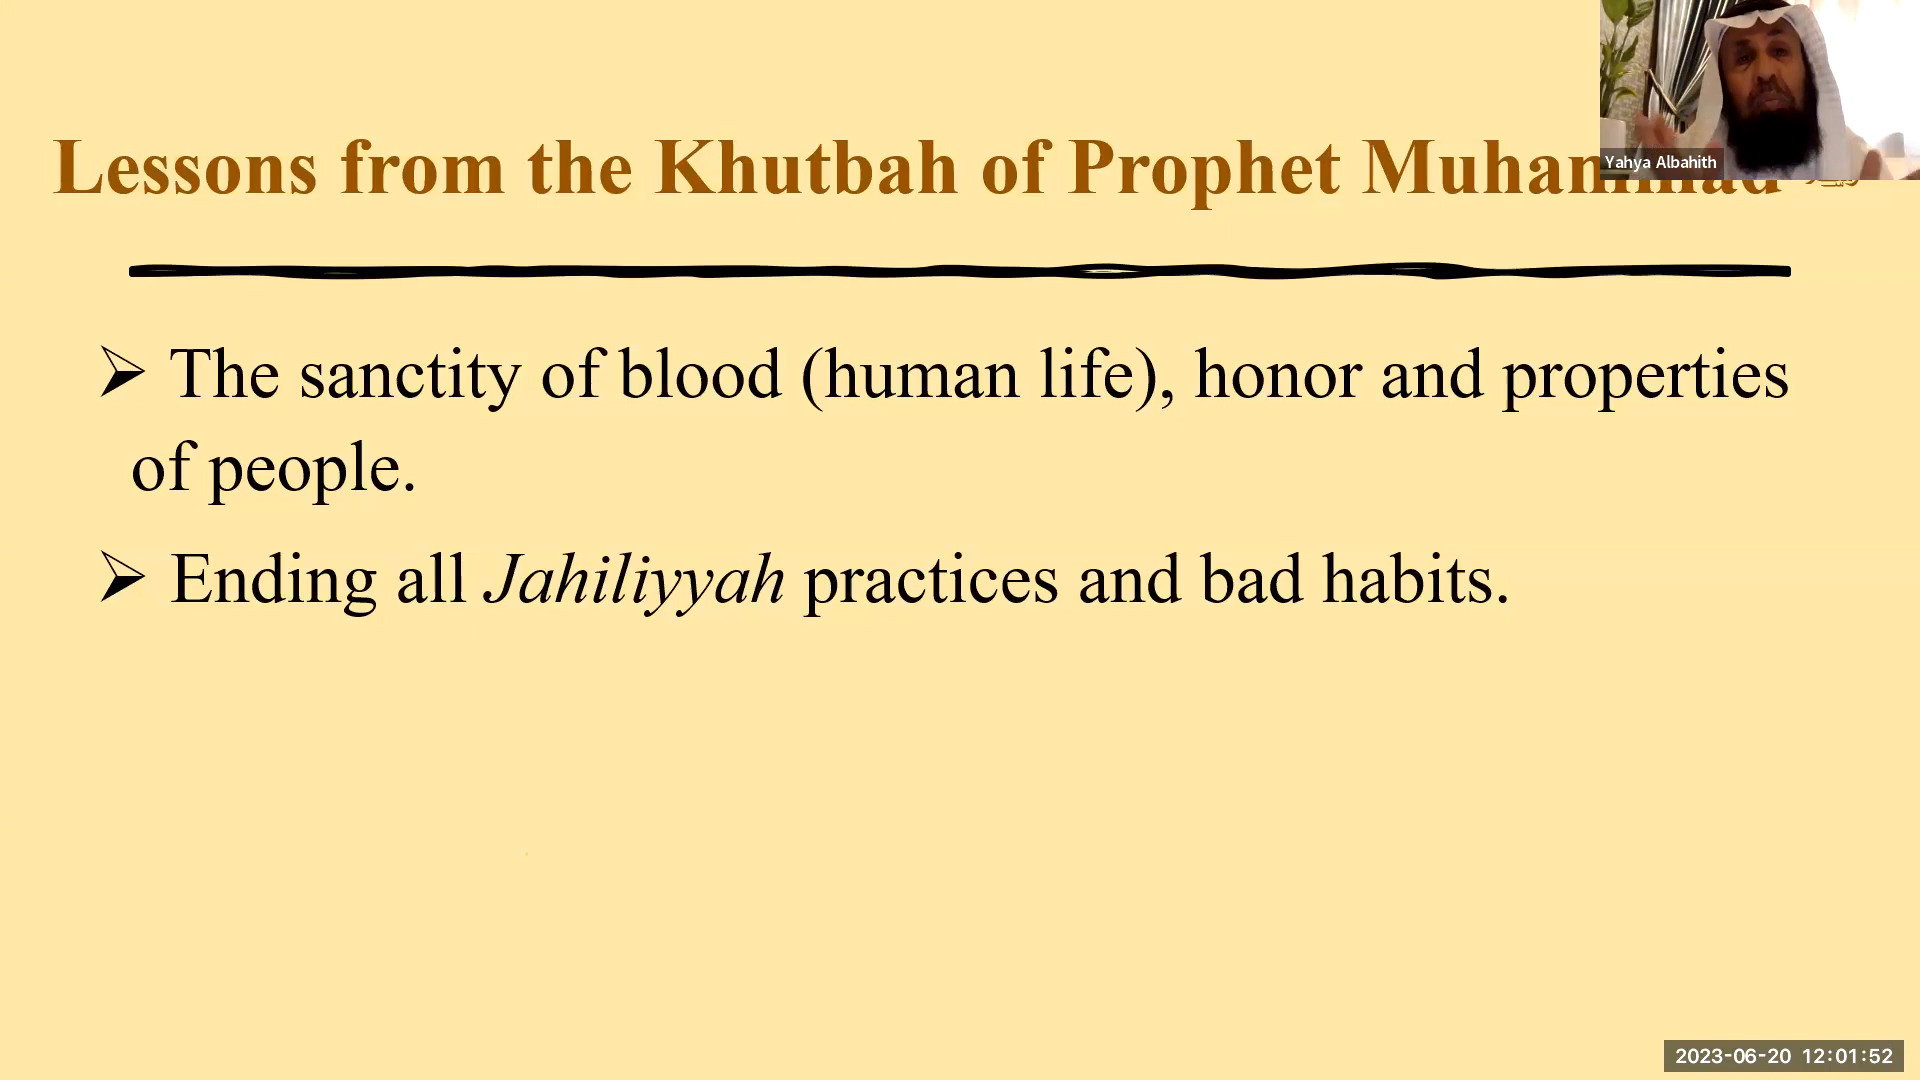 Lessons from the Khutbah of Prophet Muhammad
Yahya Albahith
➤ The sanctity of blood (human life), honor and properties
of people.
➤ Ending all Jahiliyyah practices and bad habits.
2023-06-20 12:01:52